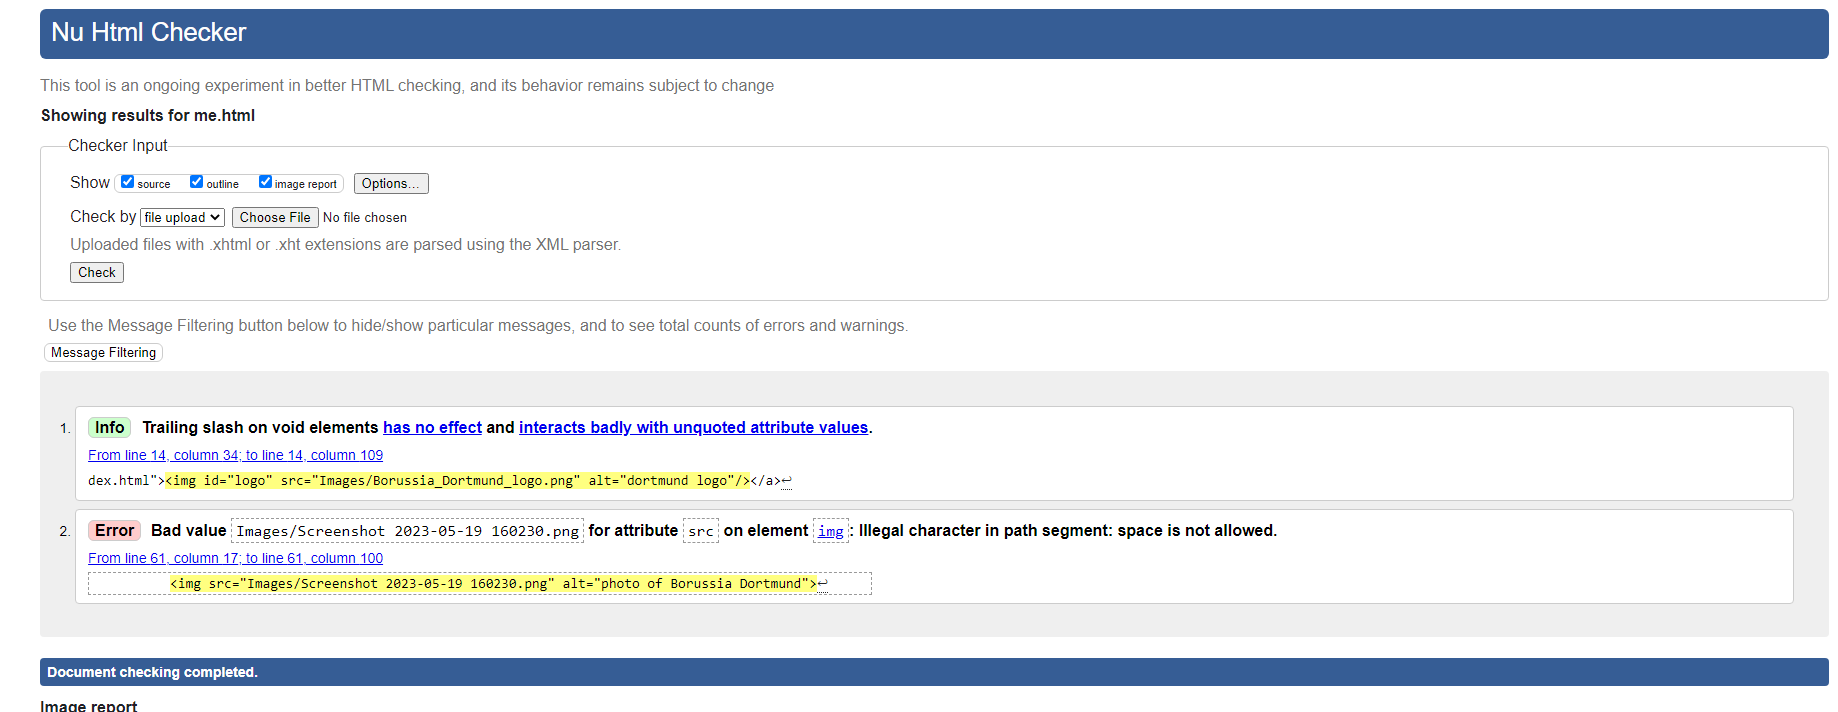 Nu Html Checker
This tool is an ongoing experiment in better HTML checking, and its behavior remains subject to change
Showing results for me.html
Checker Input
Show source outline image report Options...
Check by file upload Choose File No file chosen
Uploaded files with .xhtml or .xht extensions are parsed using the XML parser.
Check
Use the Message Filtering button below to hide/show particular messages, and to see total counts of errors and warnings.
Message Filtering
1. Info Trailing slash on void elements has no effect and interacts badly with unquoted attribute values.
From line 14, column 34; to line 14, column 109
dex.html"><img id="logo" src="Images/Borussia_Dortmund_logo.png" alt="dortmund logo"/></a>↩
2. Error Bad value Images/Screenshot 2023-05-19 160230.png for attribute src on element img: Illegal character in path segment: space is not allowed.
From line 61, column 17; to line 61, column 100
<img src="Images/Screenshot 2023-05-19 160230.png" alt="photo of Borussia Dortmund">↩
Document checking completed.
Image report